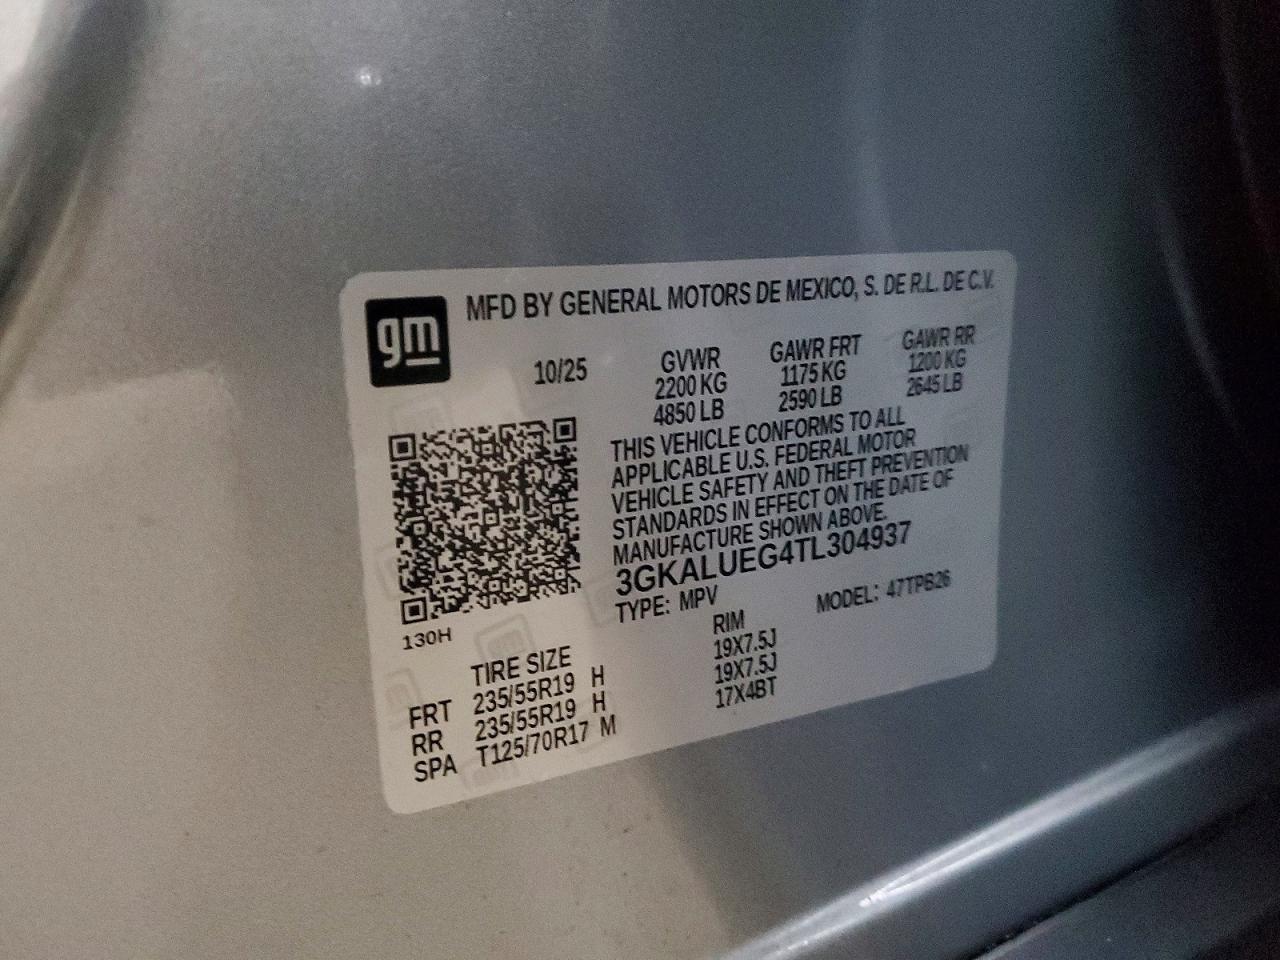 gm
MFD BY GENERAL MOTORS DE MEXICO, S. DE R.L. DE C.V.
10/25 GVWR GAWR FRT GAWR RR
2200 KG 1175 KG 1200 KG
4850 LB 2590 LB 2645 LB
THIS VEHICLE CONFORMS TO ALL
APPLICABLE U.S. FEDERAL MOTOR
VEHICLE SAFETY AND THEFT PREVENTION
STANDARDS IN EFFECT ON THE DATE OF
MANUFACTURE SHOWN ABOVE.
3GKALUEG4TL304937
TYPE: MPV MODEL: 47TPB26
130H
TIRE SIZE RIM
FRT 235/55R19 H 19X7.5J
RR 235/55R19 H 19X7.5J
SPA T125/70R17 M 17X4BT